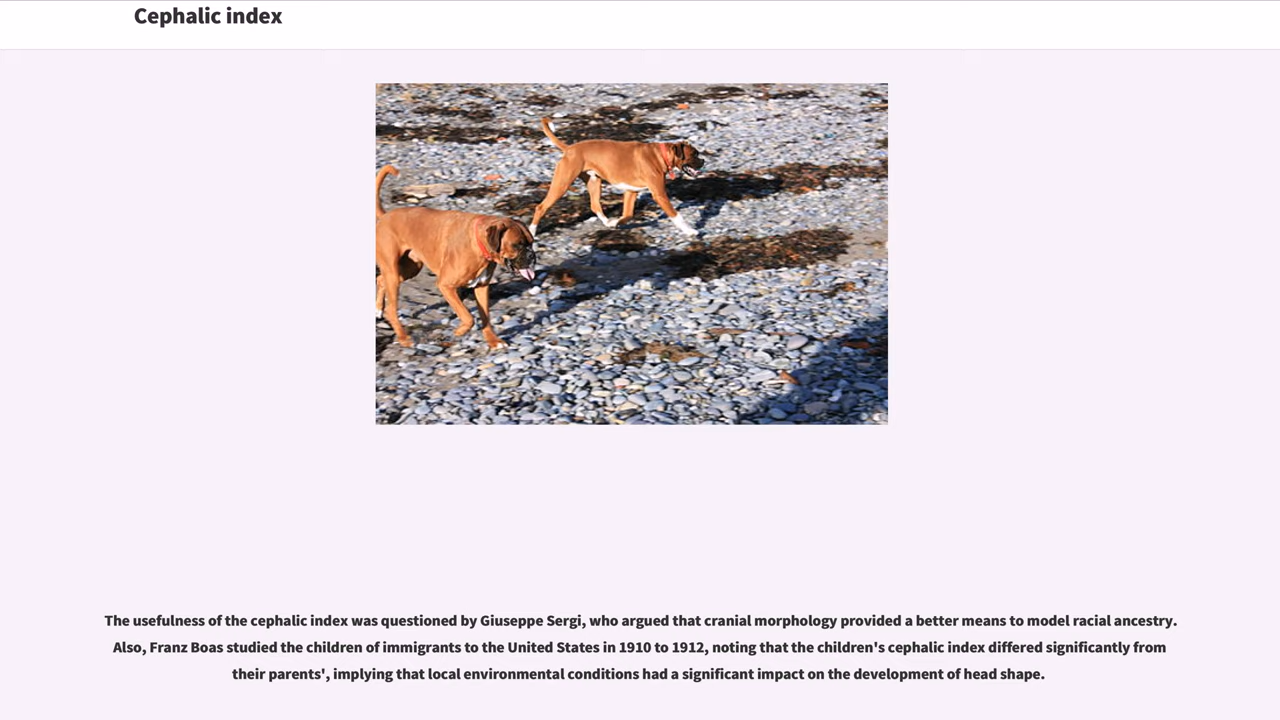 Cephalic index
The usefulness of the cephalic index was questioned by Giuseppe Sergi, who argued that cranial morphology provided a better means to model racial ancestry.
Also, Franz Boas studied the children of immigrants to the United States in 1910 to 1912, noting that the children's cephalic index differed significantly from
their parents', implying that local environmental conditions had a significant impact on the development of head shape.